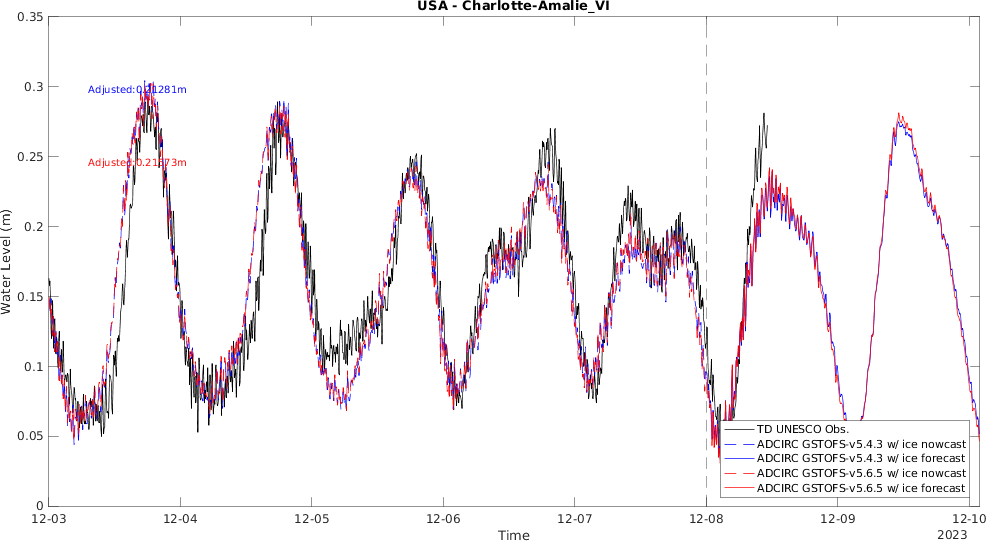 USA - Charlotte-Amalie_VI
0.35
0.3
0.25
0.2
0.15
0.1
0.05
0
Water Level (m)
Adjusted:0.21281m
TD UNESCO Obs.
ADCIRC GSTOFS-v5.4.3 w/ ice nowcast
ADCIRC GSTOFS-v5.4.3 w/ ice forecast
ADCIRC GSTOFS-v5.6.5 w/ ice nowcast
ADCIRC GSTOFS-v5.6.5 w/ ice forecast
12-03 12-04 12-05 12-06 12-07 12-08 12-09 12-10
Time
2023